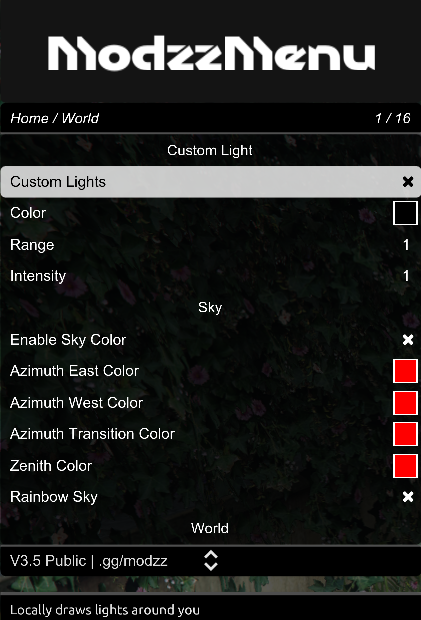 ModzzMenu
Home / World 1 / 16
Custom Light
Custom Lights
Color
Range 1
Intensity 1
Sky
Enable Sky Color
Azimuth East Color
Azimuth West Color
Azimuth Transition Color
Zenith Color
Rainbow Sky
World
V3.5 Public | .gg/modzz
Locally draws lights around you